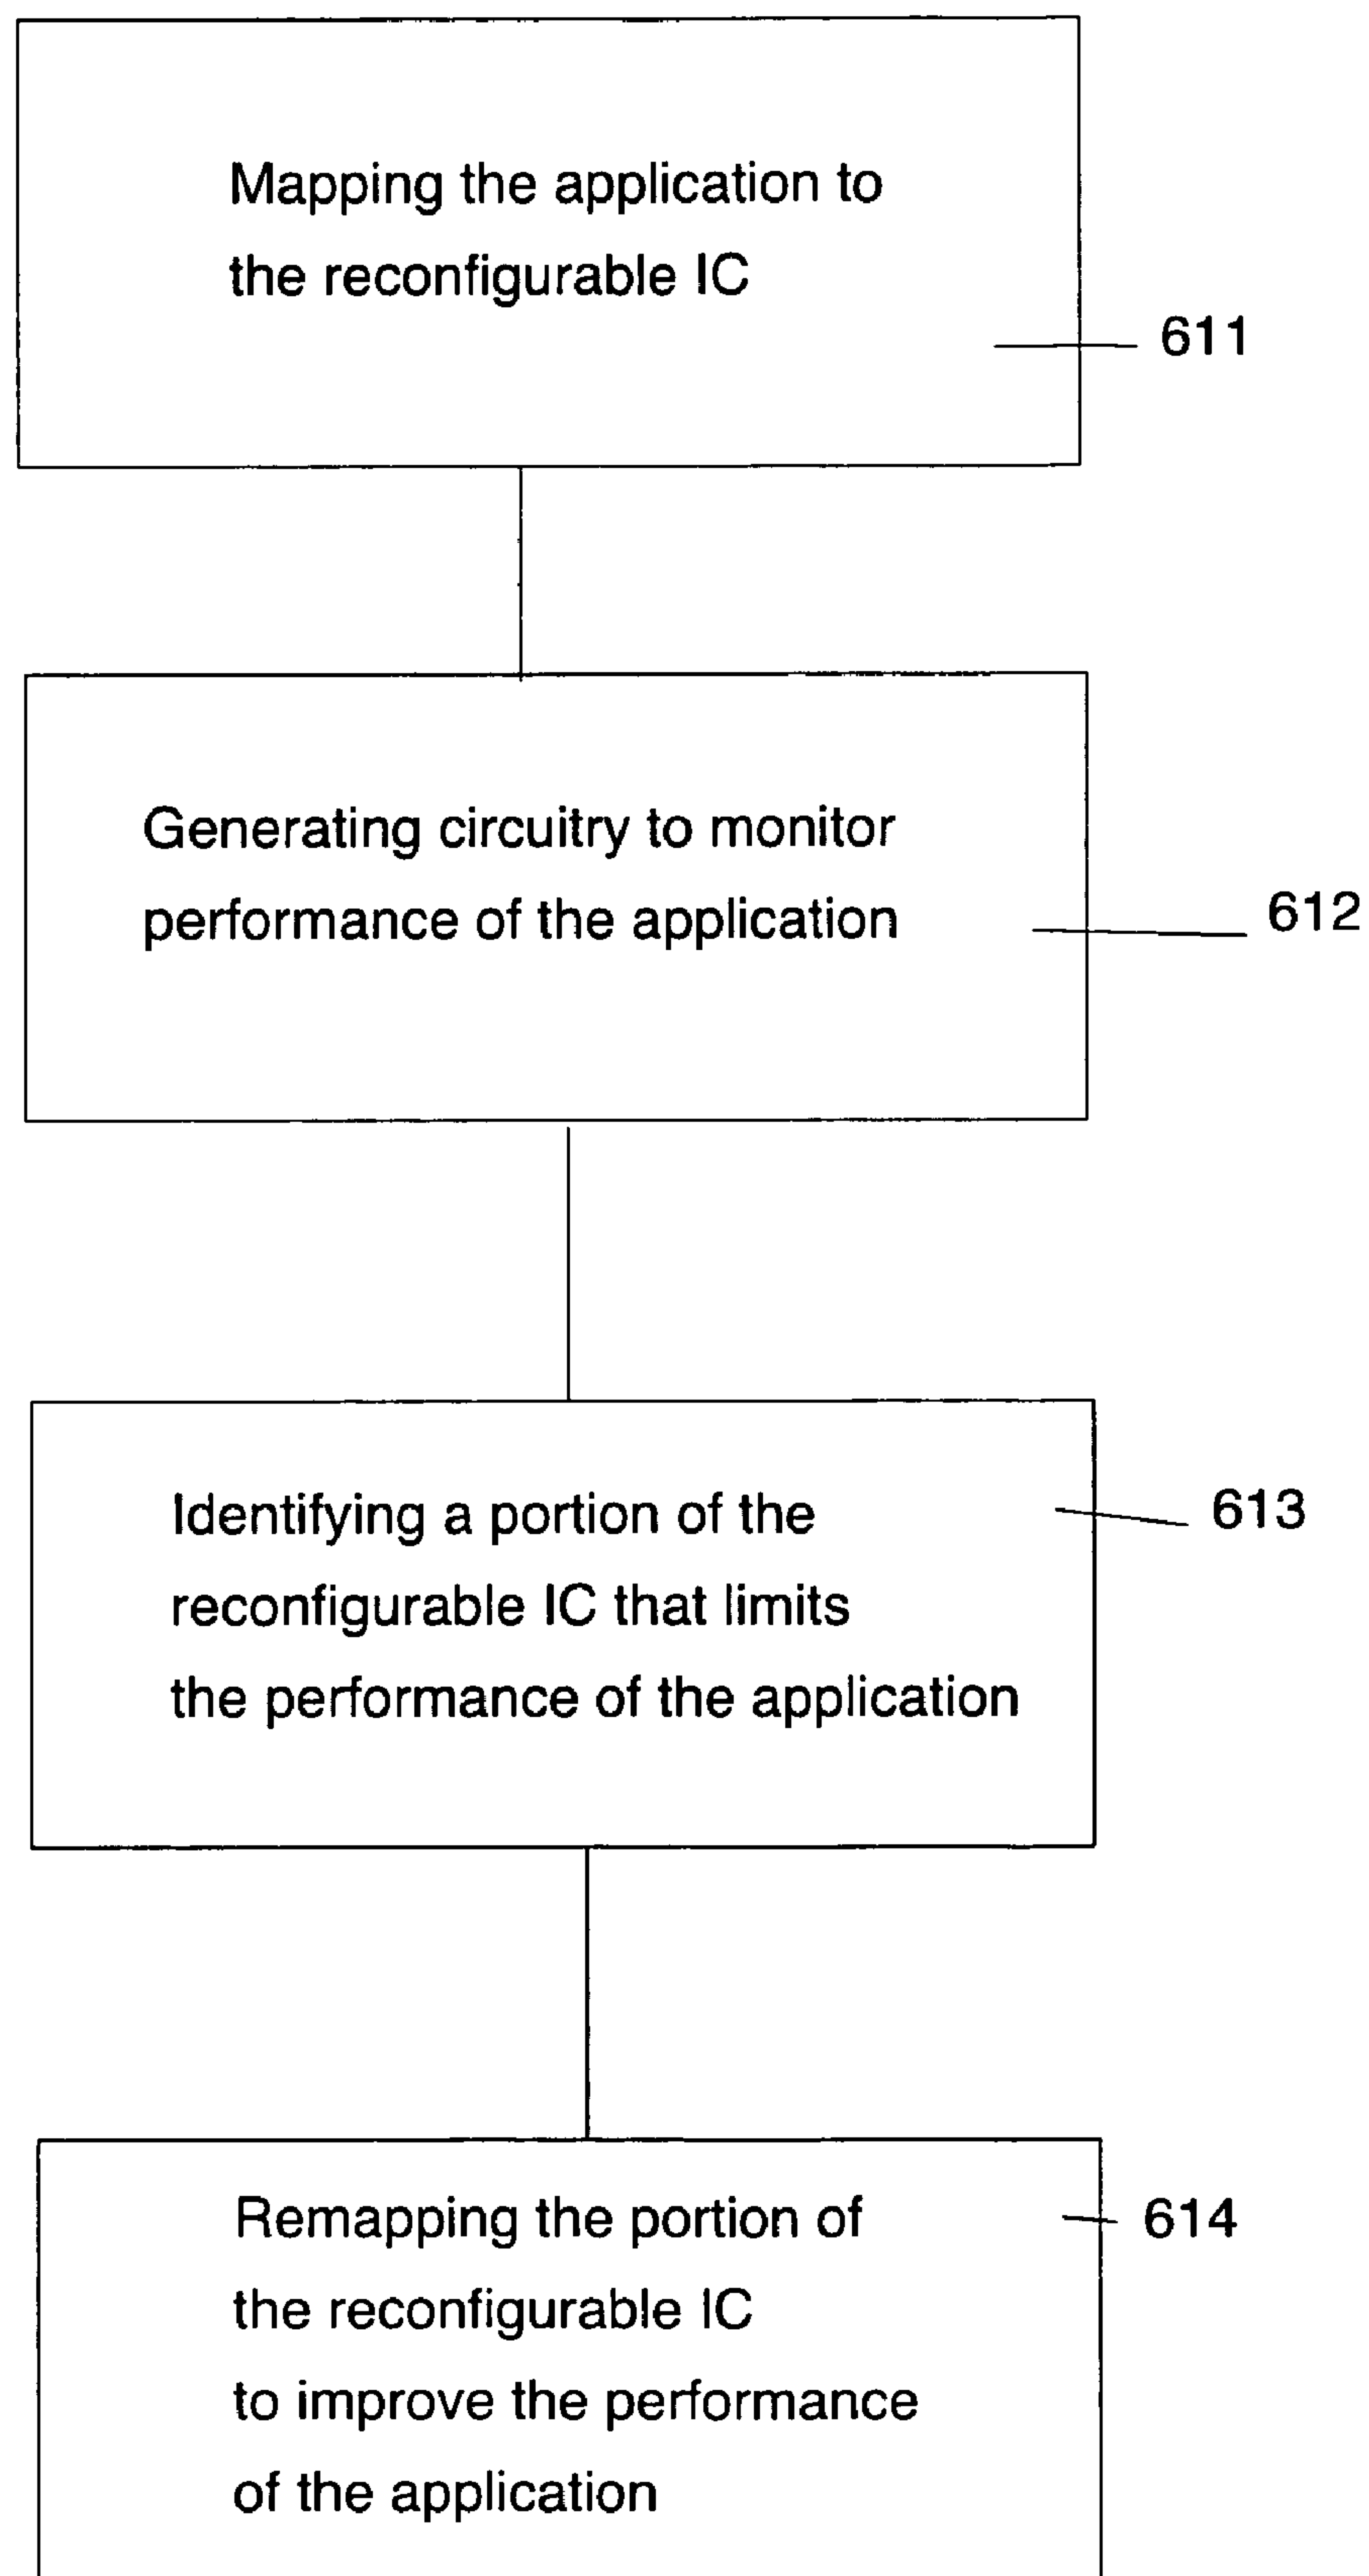 Mapping the application to
the reconfigurable IC
611
Generating circuitry to monitor
performance of the application
612
Identifying a portion of the
reconfigurable IC that limits
the performance of the application
613
Remapping the portion of
the reconfigurable IC
to improve the performance
of the application
614